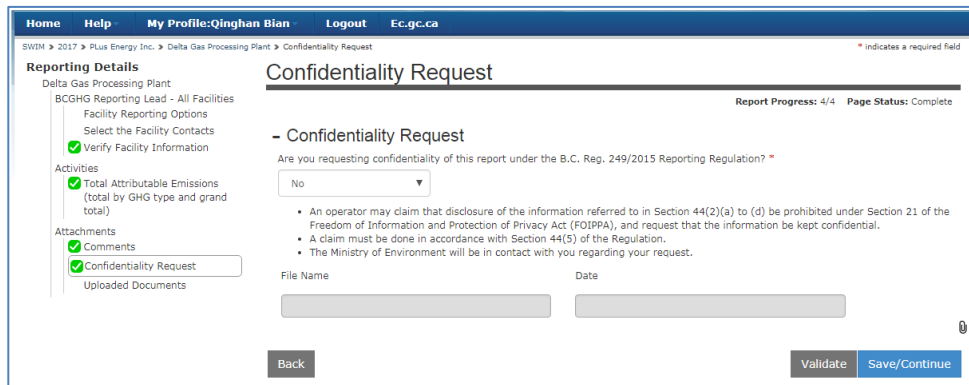 Home Help My Profile:Qinghan Bian Logout Ec.gc.ca
SWIM > 2017 > PLus Energy Inc. > Delta Gas Processing Plant > Confidentiality Request
* indicates a required field
Reporting Details
Delta Gas Processing Plant
BCGHG Reporting Lead - All Facilities
Facility Reporting Options
Select the Facility Contacts
Verify Facility Information
Activities
Total Attributable Emissions
(total by GHG type and grand
total)
Attachments
Comments
Confidentiality Request
Uploaded Documents
Confidentiality Request
Report Progress: 4/4 Page Status: Complete
– Confidentiality Request
Are you requesting confidentiality of this report under the B.C. Reg. 249/2015 Reporting Regulation? *
No
• An operator may claim that disclosure of the information referred to in Section 44(2)(a) to (d) be prohibited under Section 21 of the
Freedom of Information and Protection of Privacy Act (FOIPPA), and request that the information be kept confidential.
• A claim must be done in accordance with Section 44(5) of the Regulation.
• The Ministry of Environment will be in contact with you regarding your request.
File Name Date
Back Validate Save/Continue